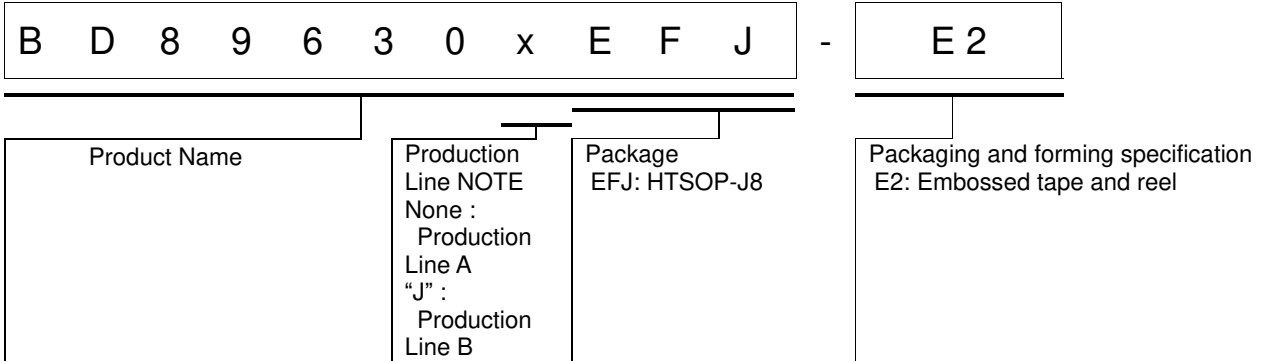 B D 8 9 6 3 0 x E F J - E 2
Product Name
Production
Line NOTE
None :
Production
Line A
“J” :
Production
Line B
Package
EFJ: HTSOP-J8
Packaging and forming specification
E2: Embossed tape and reel